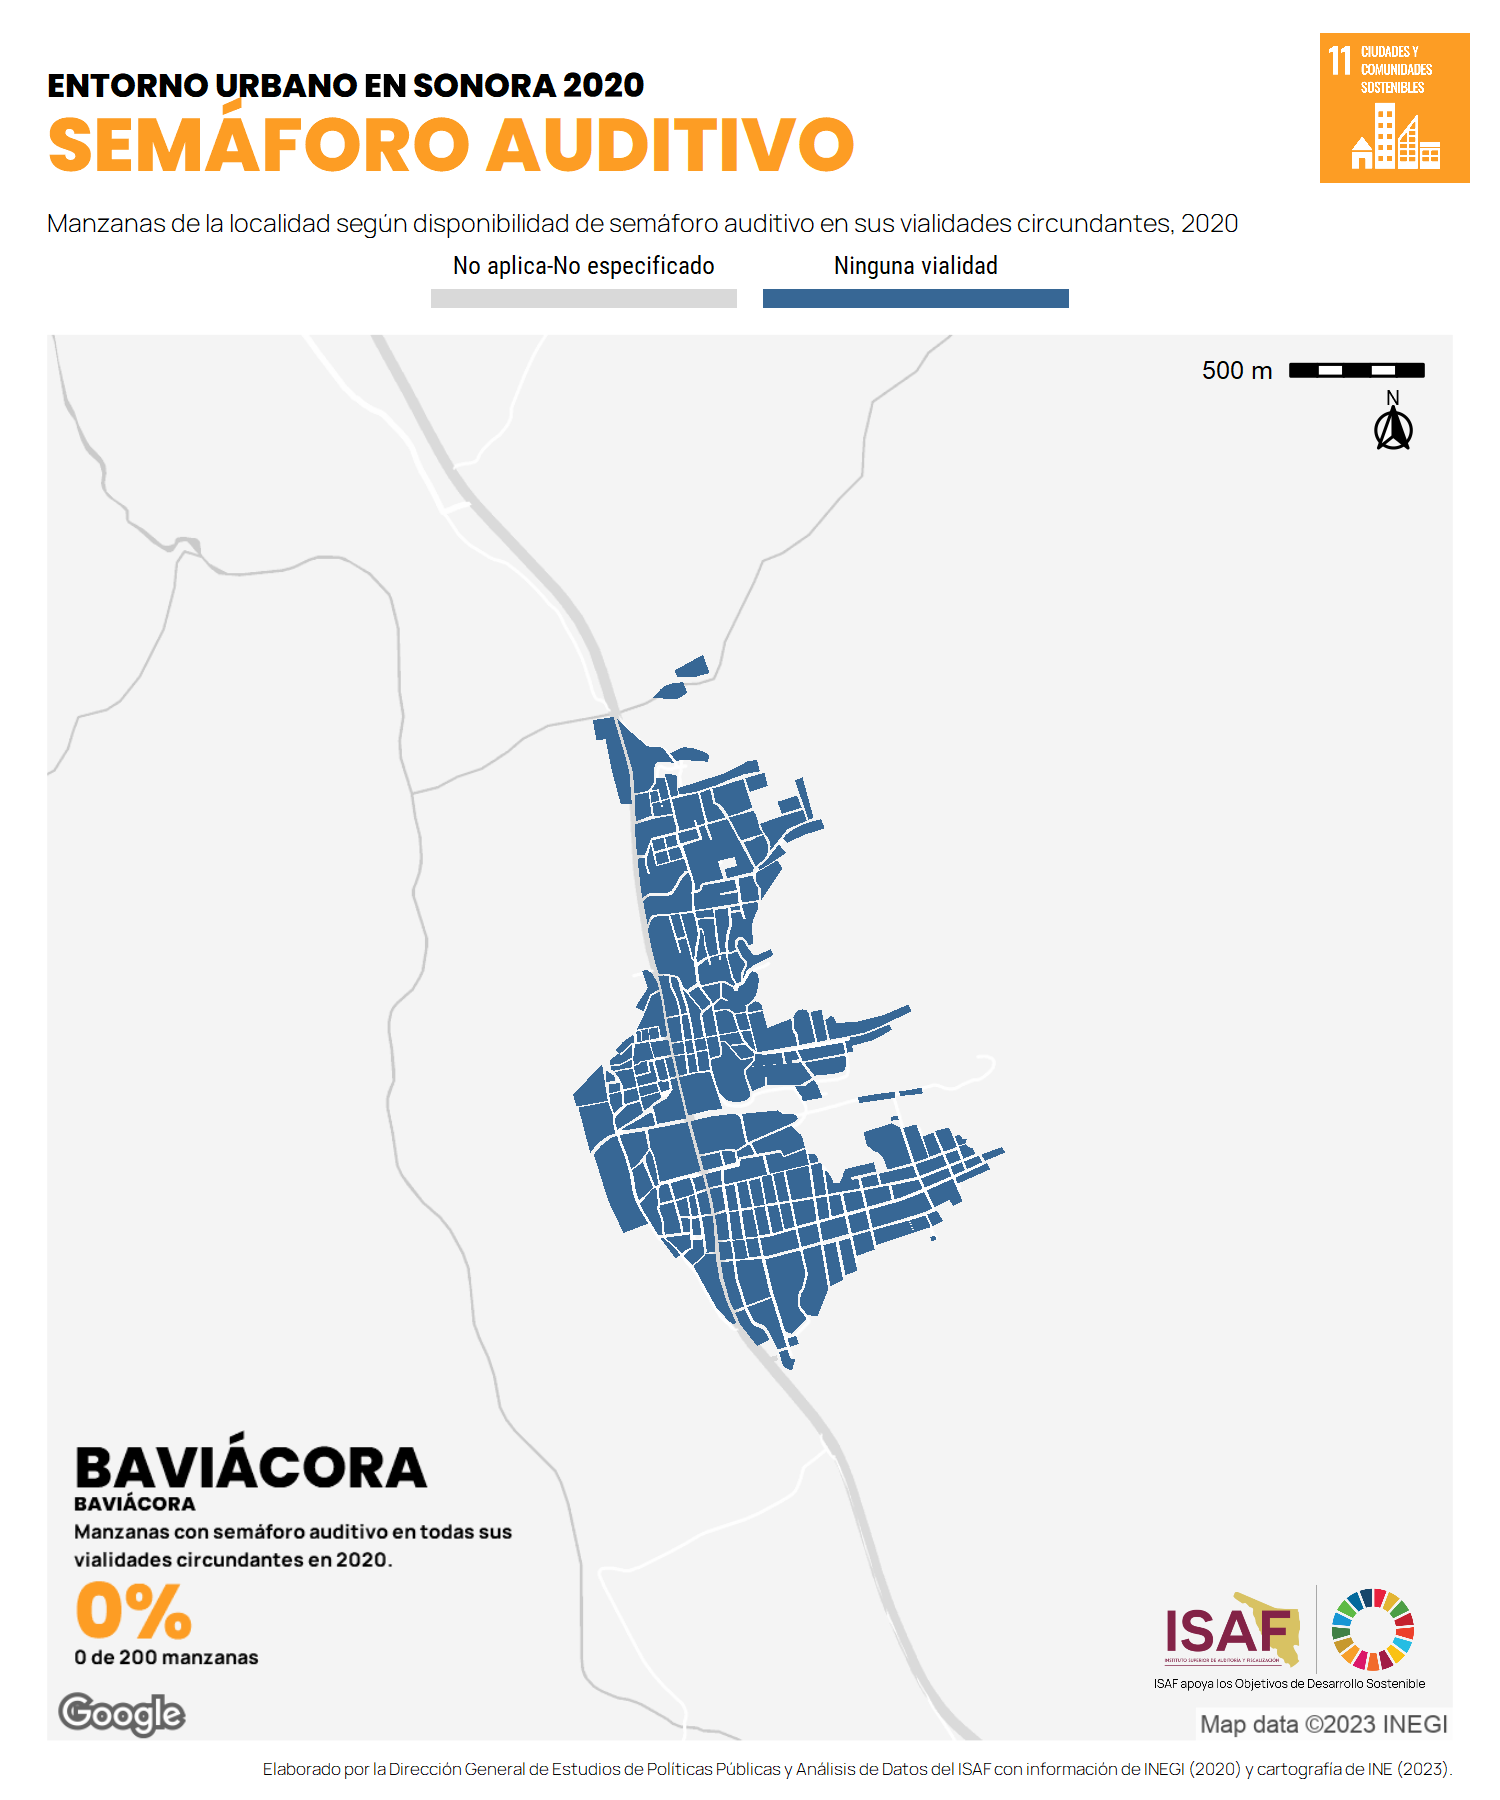 ENTORNO URBANO EN SONORA 2020
SEMÁFORO AUDITIVO
11 CIUDADES Y
COMUNIDADES
SOSTENIBLES
Manzanas de la localidad según disponibilidad de semáforo auditivo en sus vialidades circundantes, 2020
No aplica-No especificado
Ninguna vialidad
500 m
N
BAVIÁCORA
BAVIÁCORA
Manzanas con semáforo auditivo en todas sus
vialidades circundantes en 2020.
0%
0 de 200 manzanas
Google
ISAF
INSTITUTO SUPERIOR DE AUDITORÍA Y FISCALIZACIÓN
ISAF apoya los Objetivos de Desarrollo Sostenible
Map data ©2023 INEGI
Elaborado por la Dirección General de Estudios de Políticas Públicas y Análisis de Datos del ISAF con información de INEGI (2020) y cartografía de INE (2023).